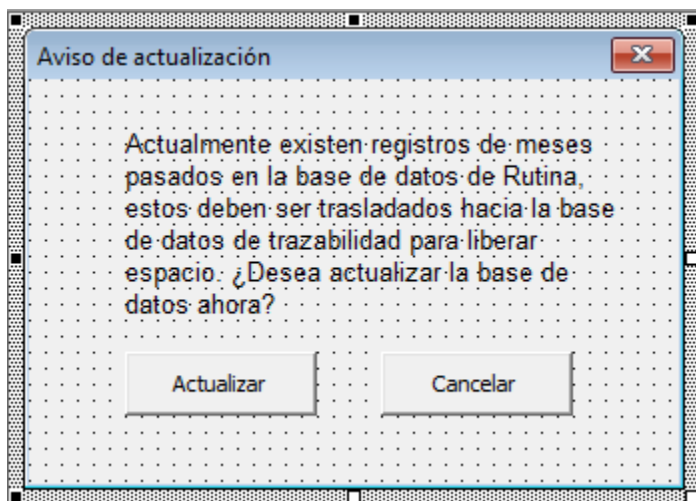 Aviso de actualización
Actualmente existen registros de meses
pasados en la base de datos de Rutina,
estos deben ser trasladados hacia la base
de datos de trazabilidad para liberar
espacio. ¿Desea actualizar la base de
datos ahora?
Actualizar Cancelar